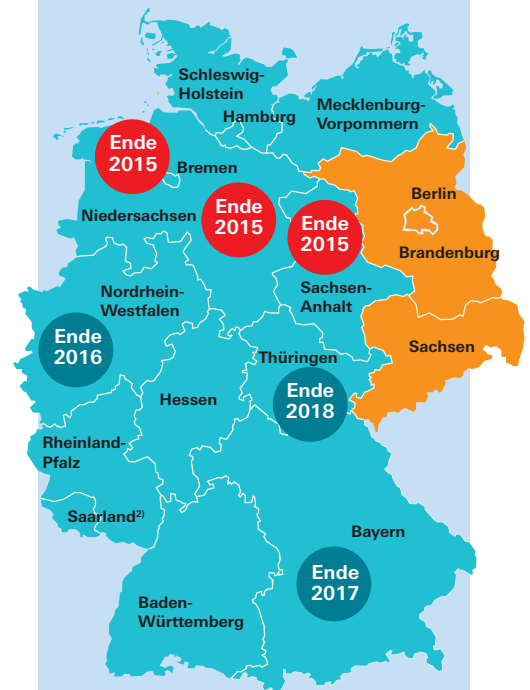 Schleswig-
Holstein
Hamburg
Mecklenburg-
Vorpommern
Ende
2015
Bremen
Berlin
Niedersachsen
Ende
2015
Ende
2015
Brandenburg
Nordrhein-
Westfalen
Sachsen-
Anhalt
Ende
2016
Thüringen
Sachsen
Hessen
Ende
2018
Rheinland-
Pfalz
Saarland²⁾
Bayern
Ende
2017
Baden-
Württemberg